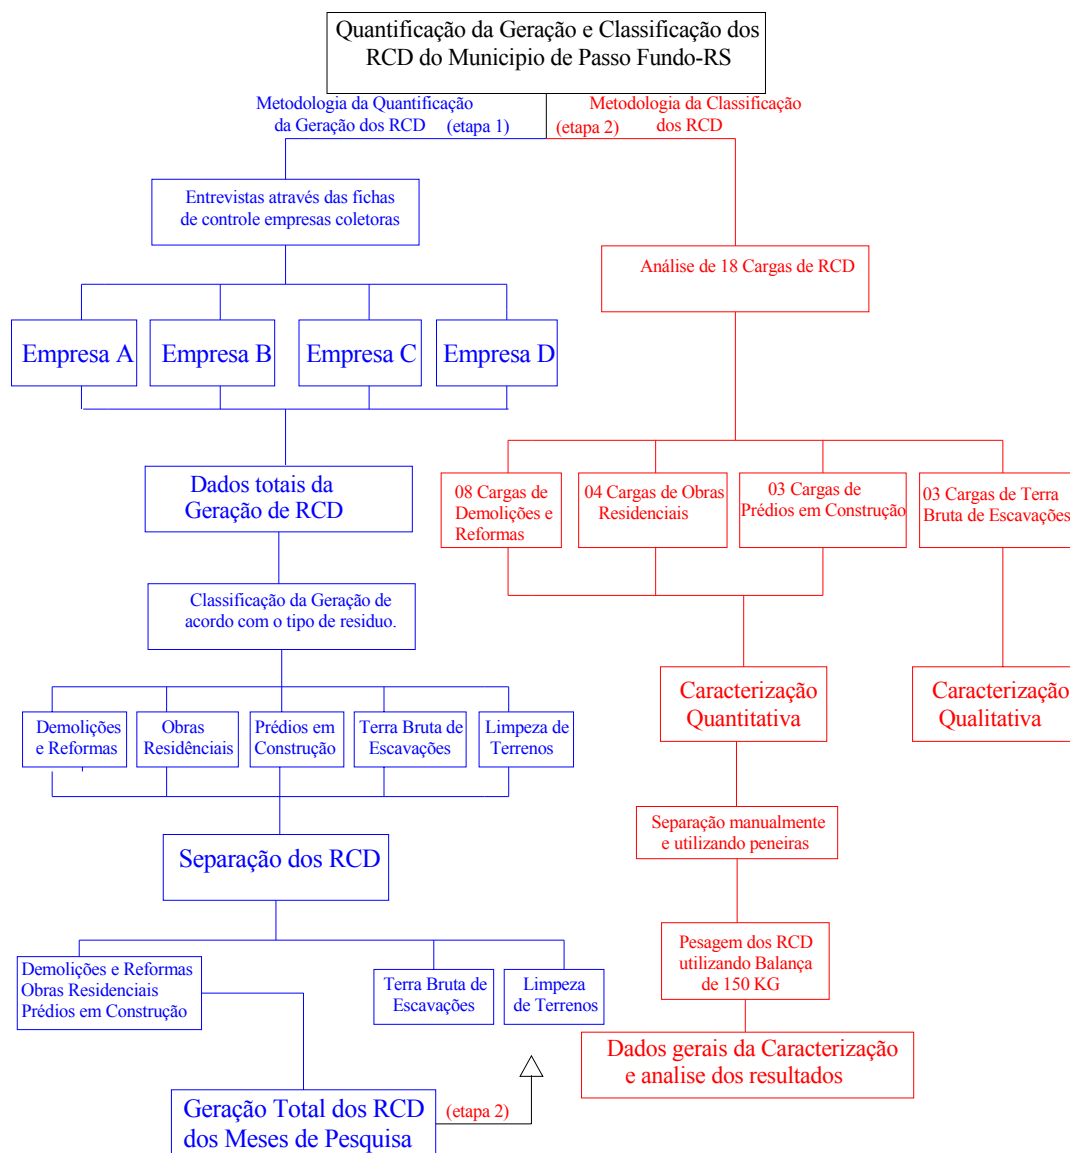 Quantificação da Geração e Classificação dos
RCD do Municipio de Passo Fundo-RS
Metodologia da Quantificação
da Geração dos RCD (etapa 1)
Metodologia da Classificação
(etapa 2) dos RCD
Entrevistas através das fichas
de controle empresas coletoras
Empresa A
Empresa B
Empresa C
Empresa D
Dados totais da
Geração de RCD
Classificação da Geração de
acordo com o tipo de residuo.
Demolições
e Reformas
Obras
Residênciais
Prédios em
Construção
Terra Bruta de
Escavações
Limpeza de
Terrenos
Separação dos RCD
Demolições e Reformas
Obras Residenciais
Prédios em Construção
Terra Bruta de
Escavações
Limpeza
de Terrenos
Geração Total dos RCD
dos Meses de Pesquisa
(etapa 2)
Análise de 18 Cargas de RCD
08 Cargas de
Demolições e
Reformas
04 Cargas de Obras
Residenciais
03 Cargas de
Prédios em Construção
03 Cargas de Terra
Bruta de Escavações
Caracterização
Quantitativa
Caracterização
Qualitativa
Separação manualmente
e utilizando peneiras
Pesagem dos RCD
utilizando Balança
de 150 KG
Dados gerais da Caracterização
e analise dos resultados